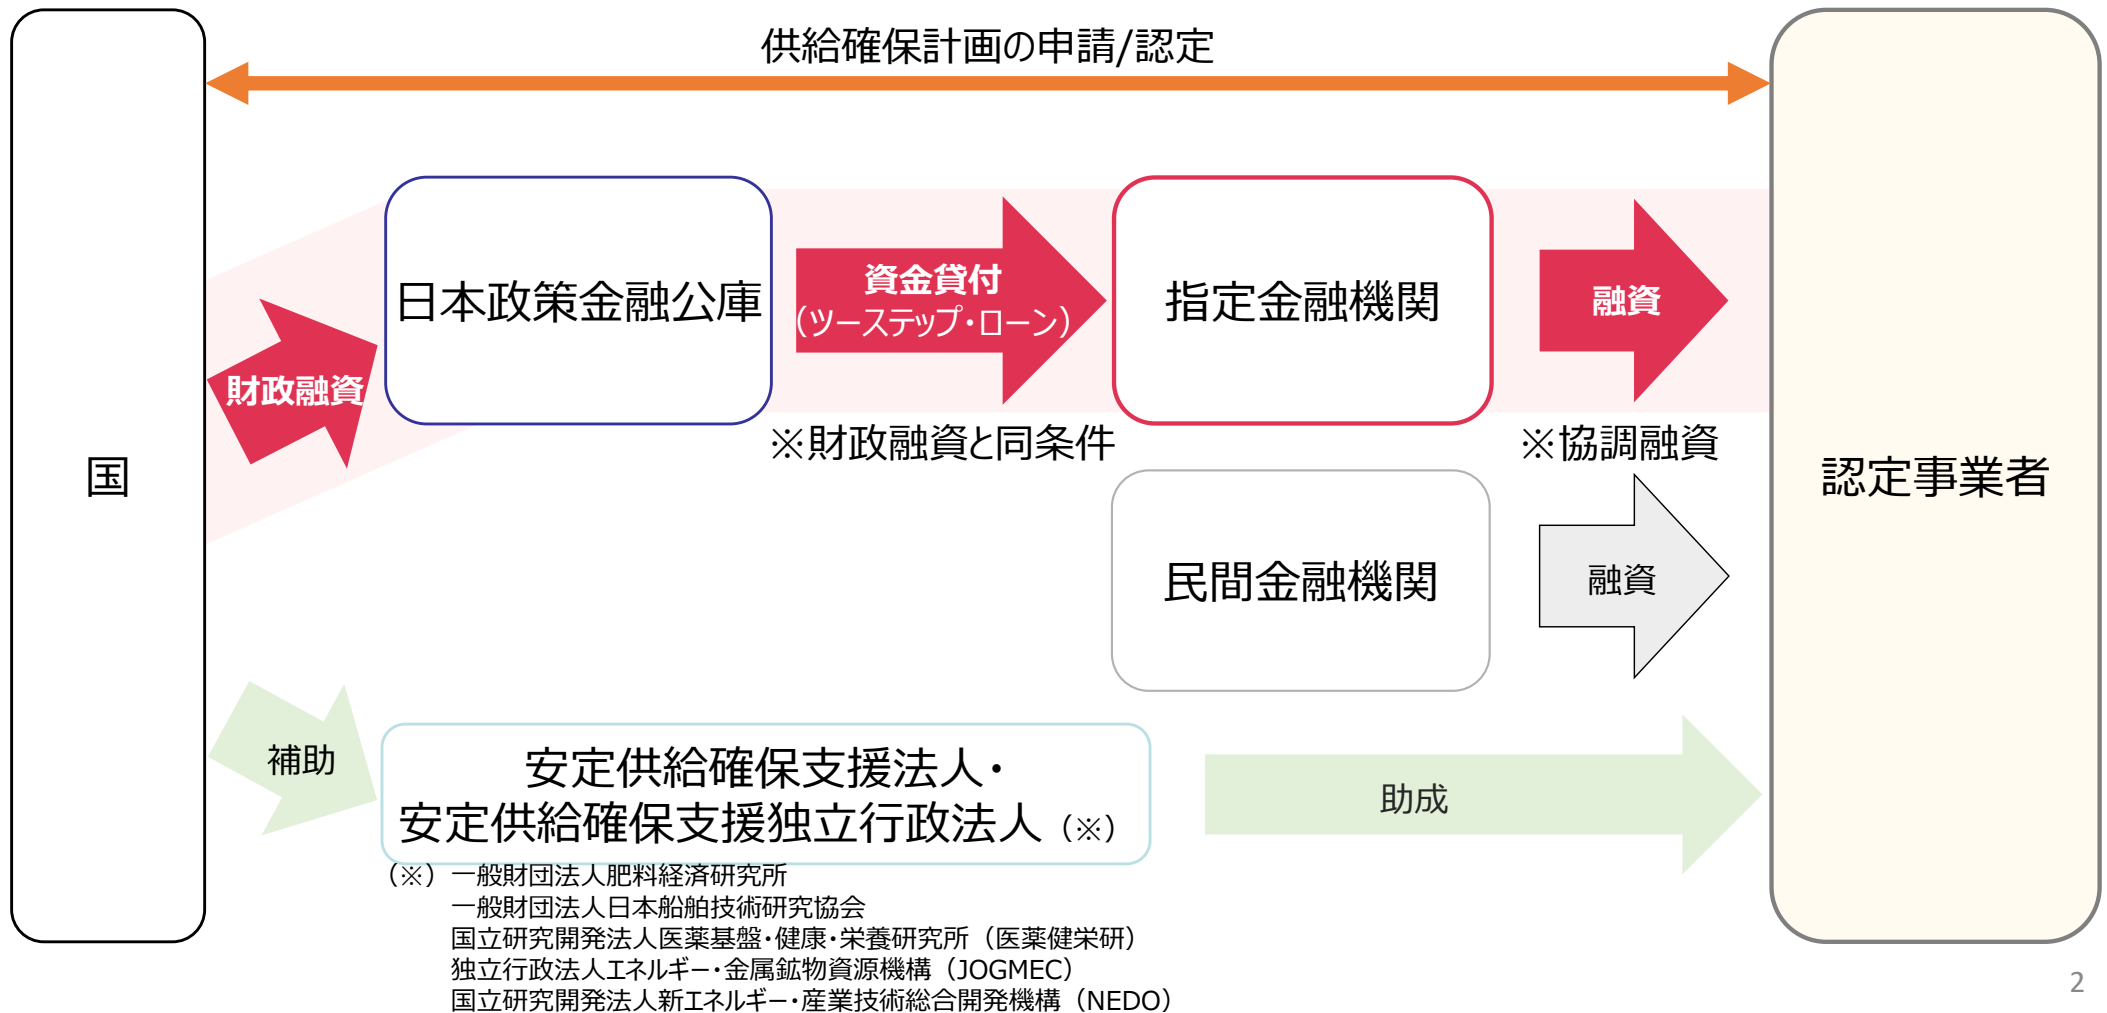 供給確保計画の申請/認定
国
財政融資
日本政策金融公庫
資金貸付
（ツーステップ・ローン）
※財政融資と同条件
指定金融機関
融資
※協調融資
民間金融機関
融資
認定事業者
補助
安定供給確保支援法人・
安定供給確保支援独立行政法人（※）
助成
（※）一般財団法人肥料経済研究所
一般財団法人日本船舶技術研究協会
国立研究開発法人医薬基盤・健康・栄養研究所（医薬健栄研）
独立行政法人エネルギー・金属鉱物資源機構（JOGMEC）
国立研究開発法人新エネルギー・産業技術総合開発機構（NEDO）
2